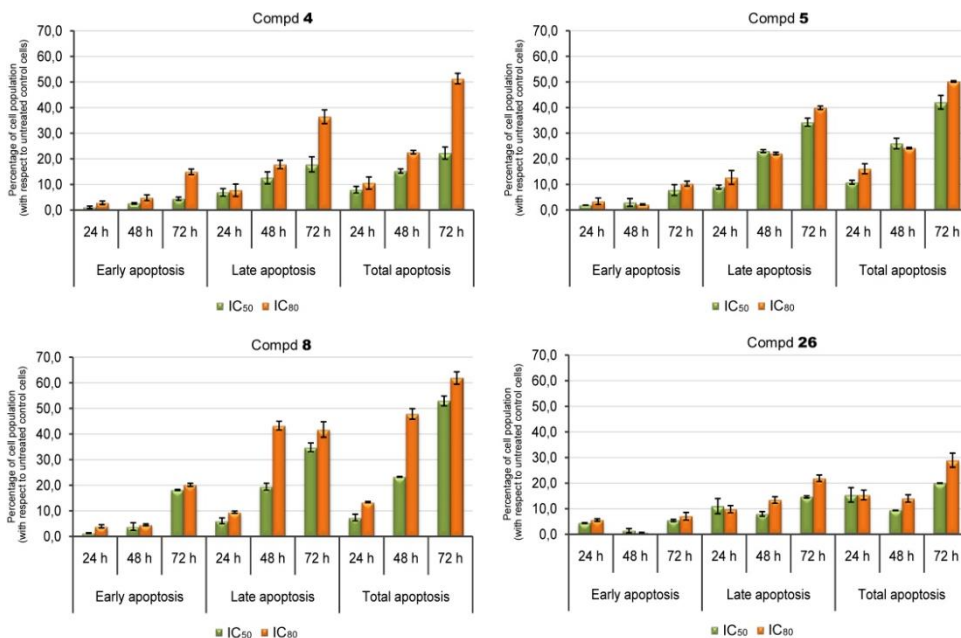 Compd 4
Percentage of cell population
(with respect to untreated control cells)
70,0
60,0
50,0
40,0
30,0
20,0
10,0
0,0
24 h 48 h 72 h 24 h 48 h 72 h 24 h 48 h 72 h
Early apoptosis Late apoptosis Total apoptosis
IC50 IC80
Compd 5
Percentage of cell population
(with respect to untreated control cells)
70,0
60,0
50,0
40,0
30,0
20,0
10,0
0,0
24 h 48 h 72 h 24 h 48 h 72 h 24 h 48 h 72 h
Early apoptosis Late apoptosis Total apoptosis
IC50 IC80
Compd 8
Percentage of cell population
(with respect to untreated control cells)
70,0
60,0
50,0
40,0
30,0
20,0
10,0
0,0
24 h 48 h 72 h 24 h 48 h 72 h 24 h 48 h 72 h
Early apoptosis Late apoptosis Total apoptosis
IC50 IC80
Compd 26
Percentage of cell population
(with respect to untreated control cells)
70,0
60,0
50,0
40,0
30,0
20,0
10,0
0,0
24 h 48 h 72 h 24 h 48 h 72 h 24 h 48 h 72 h
Early apoptosis Late apoptosis Total apoptosis
IC50 IC80